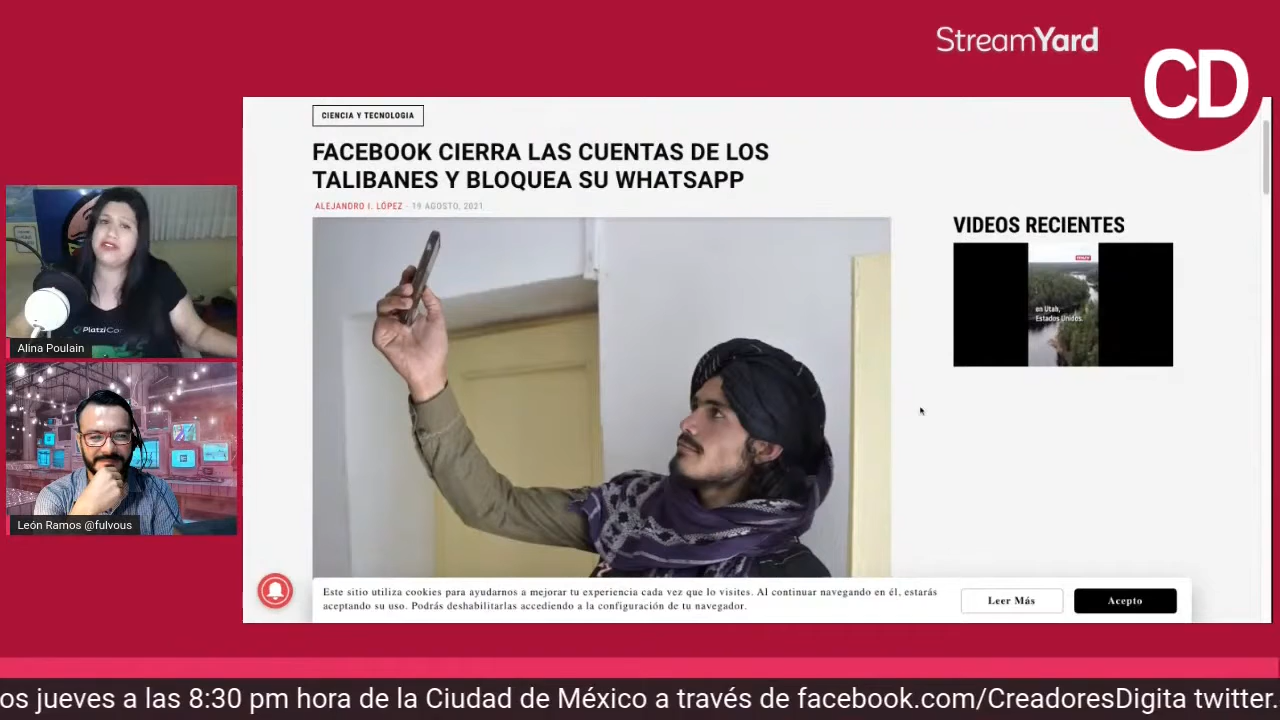 StreamYard
CD
CIENCIA Y TECNOLOGIA
FACEBOOK CIERRA LAS CUENTAS DE LOS
TALIBANES Y BLOQUEA SU WHATSAPP
ALEJANDRO I. LÓPEZ · 19 AGOSTO, 2021
VIDEOS RECIENTES
en Utah,
Estados Unidos.
Platzi
Alina Poulain
León Ramos @fulvous
Este sitio utiliza cookies para ayudarnos a mejorar tu experiencia cada vez que lo visites. Al continuar navegando en él, estarás
aceptando su uso. Podrás deshabilitarlas accediendo a la configuración de tu navegador.
Leer Más
Acepto
os jueves a las 8:30 pm hora de la Ciudad de México a través de facebook.com/CreadoresDigita twitter.